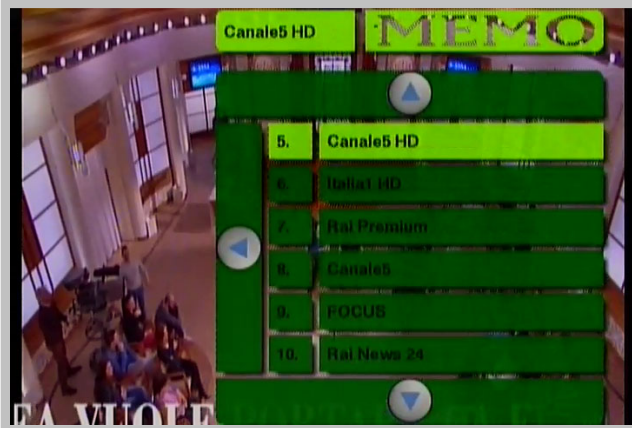 Canale5 HD MEMO
5. Canale5 HD
6. Italia1 HD
7. Rai Premium
8. Canale5
9. FOCUS
10. Rai News 24
VUOLE